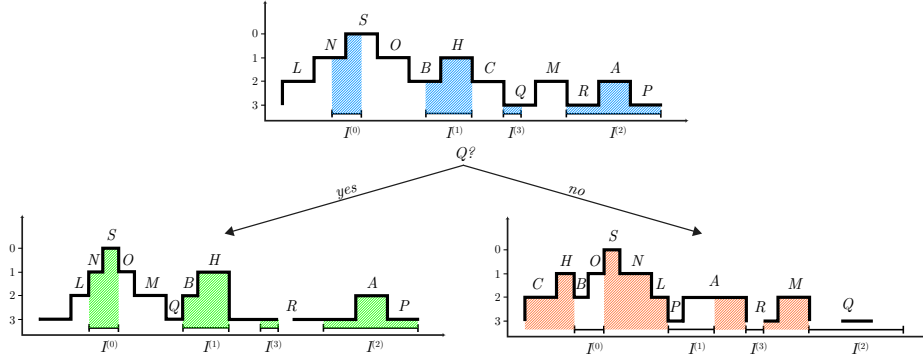 S
N O H
L B C M A
Q R P
0
1
2
3
I^(0) I^(1) I^(3) I^(2)
Q?
yes no
S
N O H
L M B A
Q R P
0
1
2
3
I^(0) I^(1) I^(3) I^(2)
S
H O N
C B L A M
P R Q
0
1
2
3
I^(0) I^(1) I^(3) I^(2)